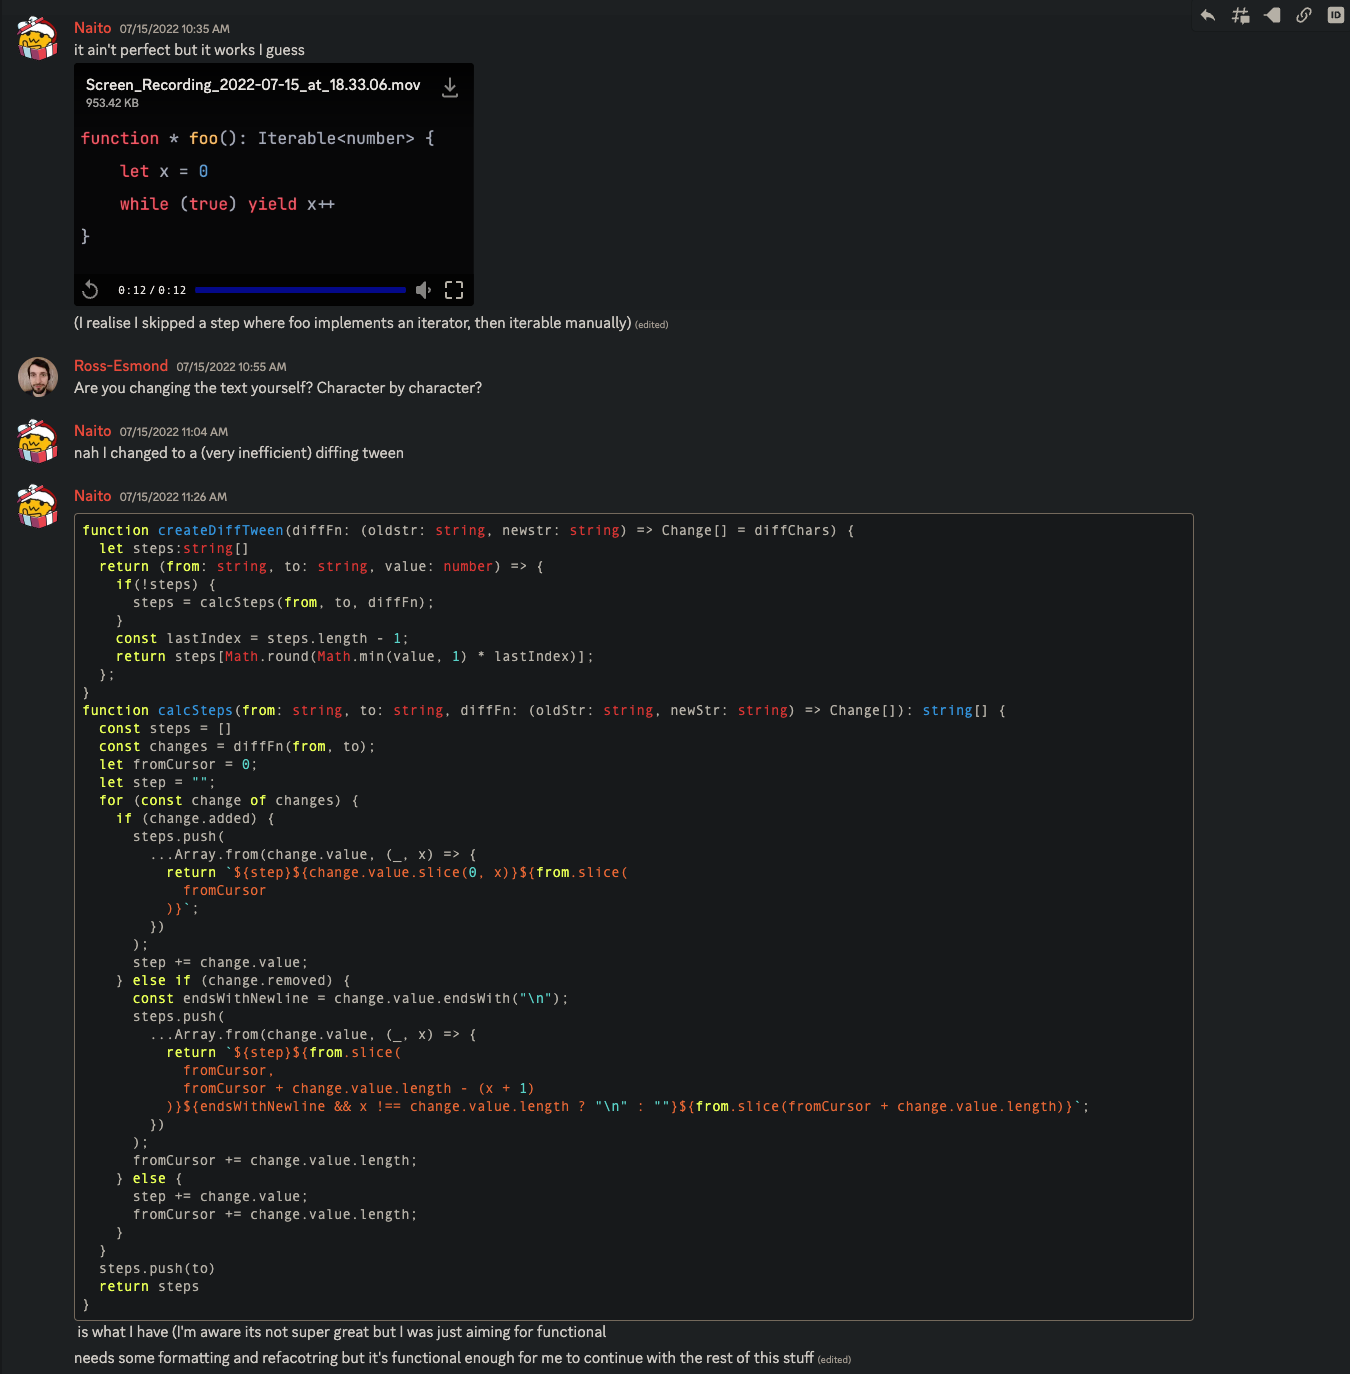 Naito 07/15/2022 10:35 AM
it ain't perfect but it works I guess
Screen_Recording_2022-07-15_at_18.33.06.mov
953.42 KB
function * foo(): Iterable<number> {
    let x = 0
    while (true) yield x++
}
0:12 / 0:12
(I realise I skipped a step where foo implements an iterator, then iterable manually) (edited)
Ross-Esmond 07/15/2022 10:55 AM
Are you changing the text yourself? Character by character?
Naito 07/15/2022 11:04 AM
nah I changed to a (very inefficient) diffing tween
Naito 07/15/2022 11:26 AM
function createDiffTween(diffFn: (oldstr: string, newstr: string) => Change[] = diffChars) {
  let steps:string[]
  return (from: string, to: string, value: number) => {
    if(!steps) {
      steps = calcSteps(from, to, diffFn);
    }
    const lastIndex = steps.length - 1;
    return steps[Math.round(Math.min(value, 1) * lastIndex)];
  };
}
function calcSteps(from: string, to: string, diffFn: (oldStr: string, newStr: string) => Change[]): string[] {
  const steps = []
  const changes = diffFn(from, to);
  let fromCursor = 0;
  let step = "";
  for (const change of changes) {
    if (change.added) {
      steps.push(
        ...Array.from(change.value, (_, x) => {
          return `${step}${change.value.slice(0, x)}${from.slice(
            fromCursor
          )}`;
        })
      );
      step += change.value;
    } else if (change.removed) {
      const endsWithNewline = change.value.endsWith("\n");
      steps.push(
        ...Array.from(change.value, (_, x) => {
          return `${step}${from.slice(
            fromCursor,
            fromCursor + change.value.length - (x + 1)
          )}${endsWithNewline && x !== change.value.length ? "\n" : ""}${from.slice(fromCursor + change.value.length)}`;
        })
      );
      fromCursor += change.value.length;
    } else {
      step += change.value;
      fromCursor += change.value.length;
    }
  }
  steps.push(to)
  return steps
}
is what I have (I'm aware its not super great but I was just aiming for functional
needs some formatting and refacotring but it's functional enough for me to continue with the rest of this stuff (edited)
ID